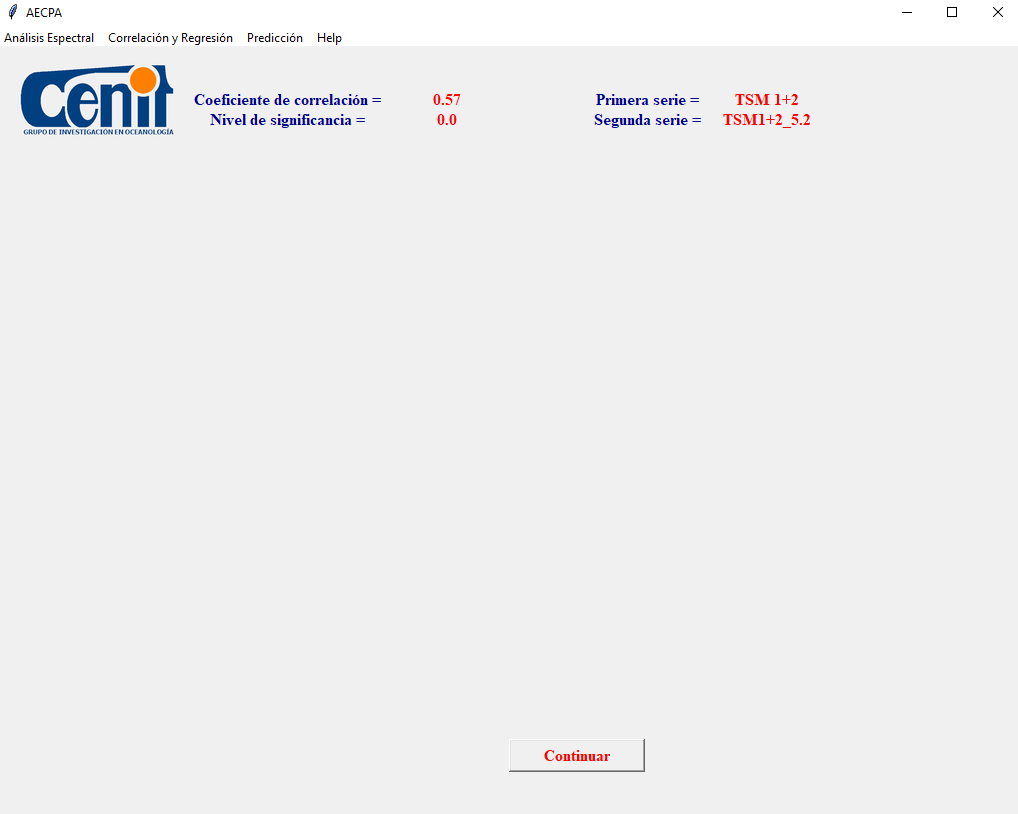 AECPA
Análisis Espectral Correlación y Regresión Predicción Help
cenit
GRUPO DE INVESTIGACIÓN EN OCEANOLOGÍA
Coeficiente de correlación = 0.57 Primera serie = TSM 1+2
Nivel de significancia = 0.0 Segunda serie = TSM1+2_5.2
Continuar